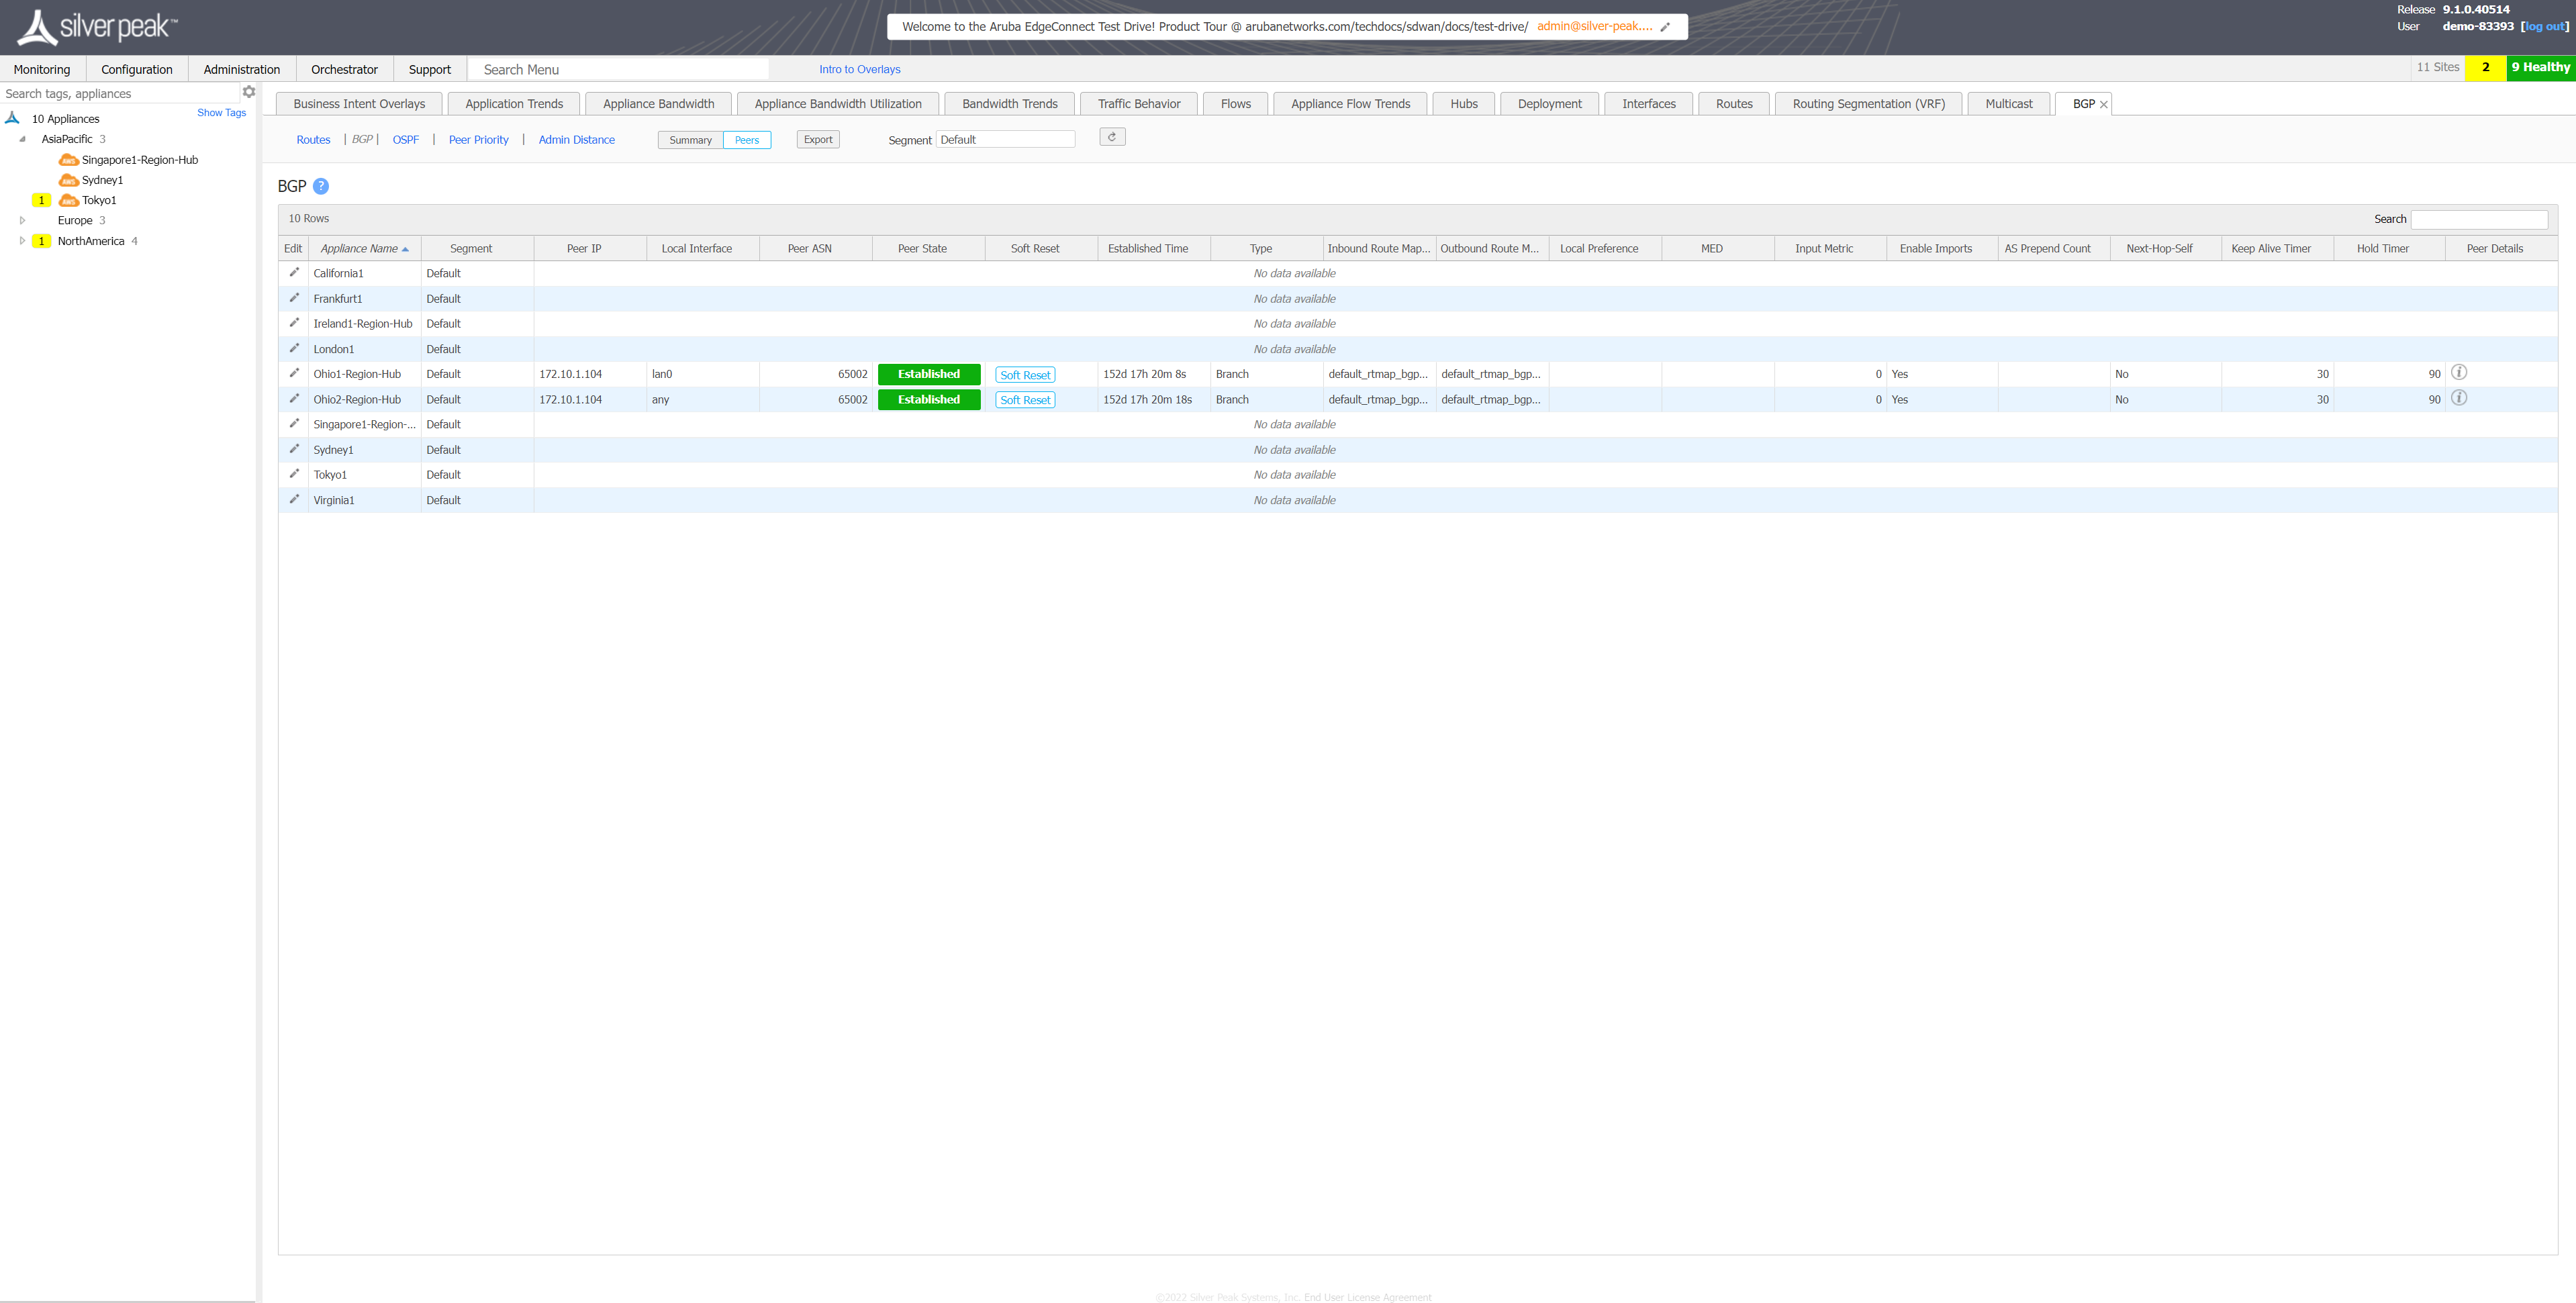 silver peak™
Welcome to the Aruba EdgeConnect Test Drive! Product Tour @ arubanetworks.com/techdocs/sdwan/docs/test-drive/ admin@silver-peak....
Release 9.1.0.40514
User demo-83393 [log out]
Monitoring Configuration Administration Orchestrator Support Search Menu Intro to Overlays 11 Sites 2 9 Healthy
Search tags, appliances
Show Tags
10 Appliances
AsiaPacific 3
aws Singapore1-Region-Hub
aws Sydney1
1 aws Tokyo1
Europe 3
1 NorthAmerica 4
Business Intent Overlays Application Trends Appliance Bandwidth Appliance Bandwidth Utilization Bandwidth Trends Traffic Behavior Flows Appliance Flow Trends Hubs Deployment Interfaces Routes Routing Segmentation (VRF) Multicast BGP
Routes | BGP | OSPF | Peer Priority | Admin Distance Summary Peers Export Segment Default
BGP ?
10 Rows Search
Edit Appliance Name Segment Peer IP Local Interface Peer ASN Peer State Soft Reset Established Time Type Inbound Route Map... Outbound Route M... Local Preference MED Input Metric Enable Imports AS Prepend Count Next-Hop-Self Keep Alive Timer Hold Timer Peer Details
California1 Default No data available
Frankfurt1 Default No data available
Ireland1-Region-Hub Default No data available
London1 Default No data available
Ohio1-Region-Hub Default 172.10.1.104 lan0 65002 Established Soft Reset 152d 17h 20m 8s Branch default_rtmap_bgp... default_rtmap_bgp... 0 Yes No 30 90
Ohio2-Region-Hub Default 172.10.1.104 any 65002 Established Soft Reset 152d 17h 20m 18s Branch default_rtmap_bgp... default_rtmap_bgp... 0 Yes No 30 90
Singapore1-Region-... Default No data available
Sydney1 Default No data available
Tokyo1 Default No data available
Virginia1 Default No data available
©2022 Silver Peak Systems, Inc. End User License Agreement